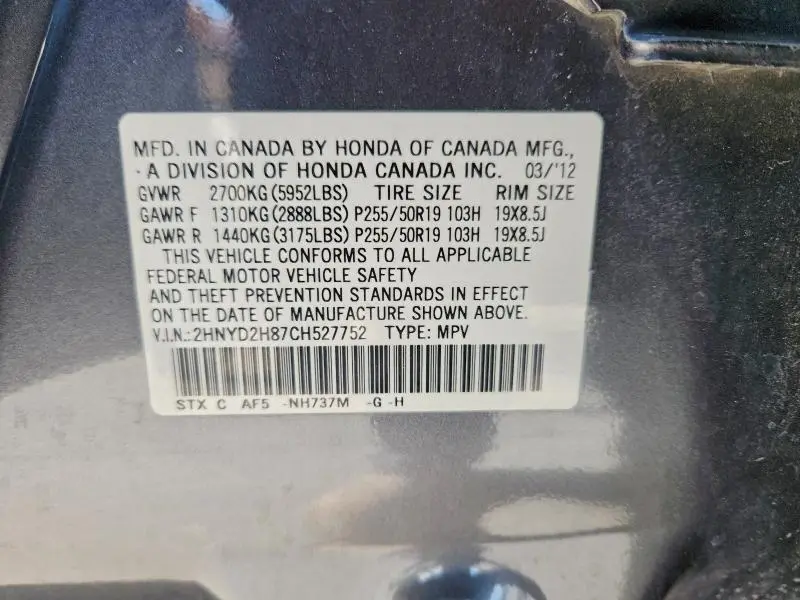 MFD. IN CANADA BY HONDA OF CANADA MFG.,
A DIVISION OF HONDA CANADA INC. 03/'12
GVWR 2700KG(5952LBS) TIRE SIZE RIM SIZE
GAWR F 1310KG(2888LBS) P255/50R19 103H 19X8.5J
GAWR R 1440KG(3175LBS) P255/50R19 103H 19X8.5J
THIS VEHICLE CONFORMS TO ALL APPLICABLE
FEDERAL MOTOR VEHICLE SAFETY
AND THEFT PREVENTION STANDARDS IN EFFECT
ON THE DATE OF MANUFACTURE SHOWN ABOVE.
V.I.N.:2HNYD2H87CH527752 TYPE: MPV
STX C AF5 -NH737M -G -H